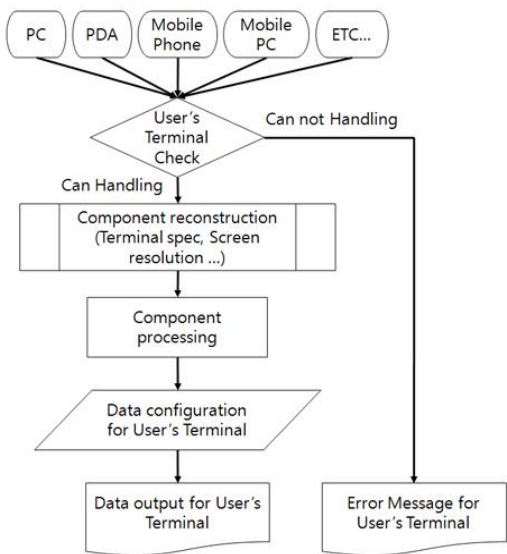 PC
PDA
Mobile
Phone
Mobile
PC
ETC...
User's
Terminal
Check
Can not Handling
Can Handling
Component reconstruction
(Terminal spec, Screen
resolution ...)
Component
processing
Data configuration
for User's Terminal
Data output for User's
Terminal
Error Message for
User's Terminal